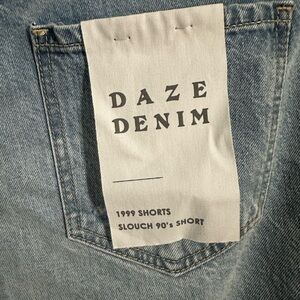 DAZE
DENIM
1999 SHORTS
SLOUCH 90's SHORT